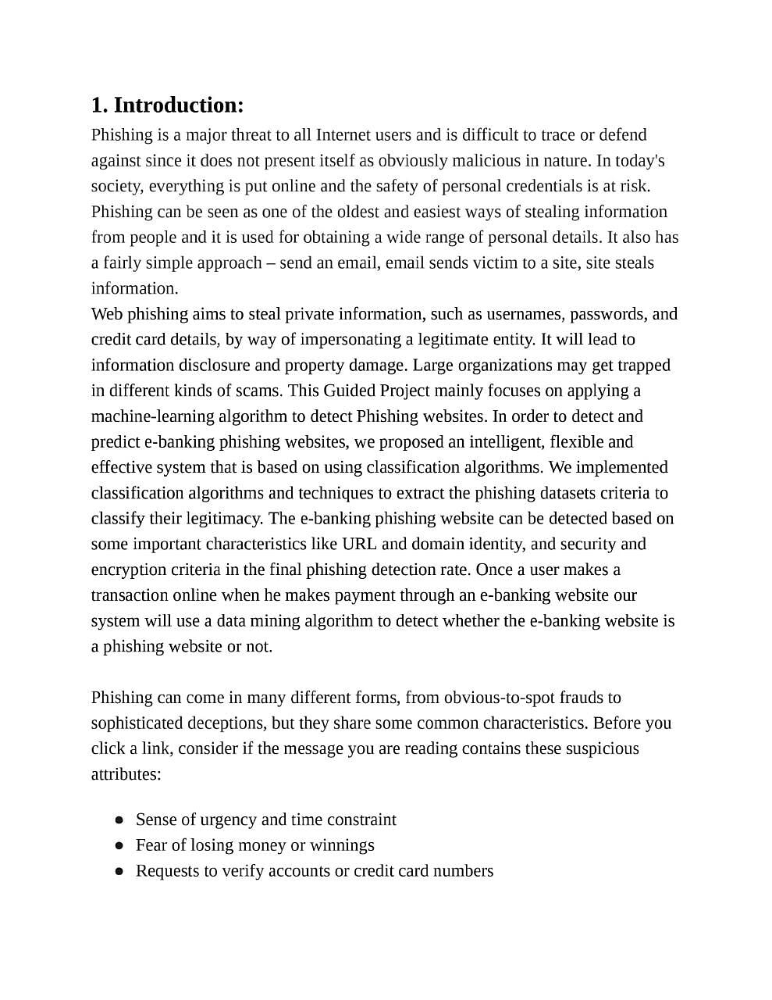 1. Introduction:
Phishing is a major threat to all Internet users and is difficult to trace or defend
against since it does not present itself as obviously malicious in nature. In today's
society, everything is put online and the safety of personal credentials is at risk.
Phishing can be seen as one of the oldest and easiest ways of stealing information
from people and it is used for obtaining a wide range of personal details. It also has
a fairly simple approach – send an email, email sends victim to a site, site steals
information.
Web phishing aims to steal private information, such as usernames, passwords, and
credit card details, by way of impersonating a legitimate entity. It will lead to
information disclosure and property damage. Large organizations may get trapped
in different kinds of scams. This Guided Project mainly focuses on applying a
machine-learning algorithm to detect Phishing websites. In order to detect and
predict e-banking phishing websites, we proposed an intelligent, flexible and
effective system that is based on using classification algorithms. We implemented
classification algorithms and techniques to extract the phishing datasets criteria to
classify their legitimacy. The e-banking phishing website can be detected based on
some important characteristics like URL and domain identity, and security and
encryption criteria in the final phishing detection rate. Once a user makes a
transaction online when he makes payment through an e-banking website our
system will use a data mining algorithm to detect whether the e-banking website is
a phishing website or not.
Phishing can come in many different forms, from obvious-to-spot frauds to
sophisticated deceptions, but they share some common characteristics. Before you
click a link, consider if the message you are reading contains these suspicious
attributes:
● Sense of urgency and time constraint
● Fear of losing money or winnings
● Requests to verify accounts or credit card numbers